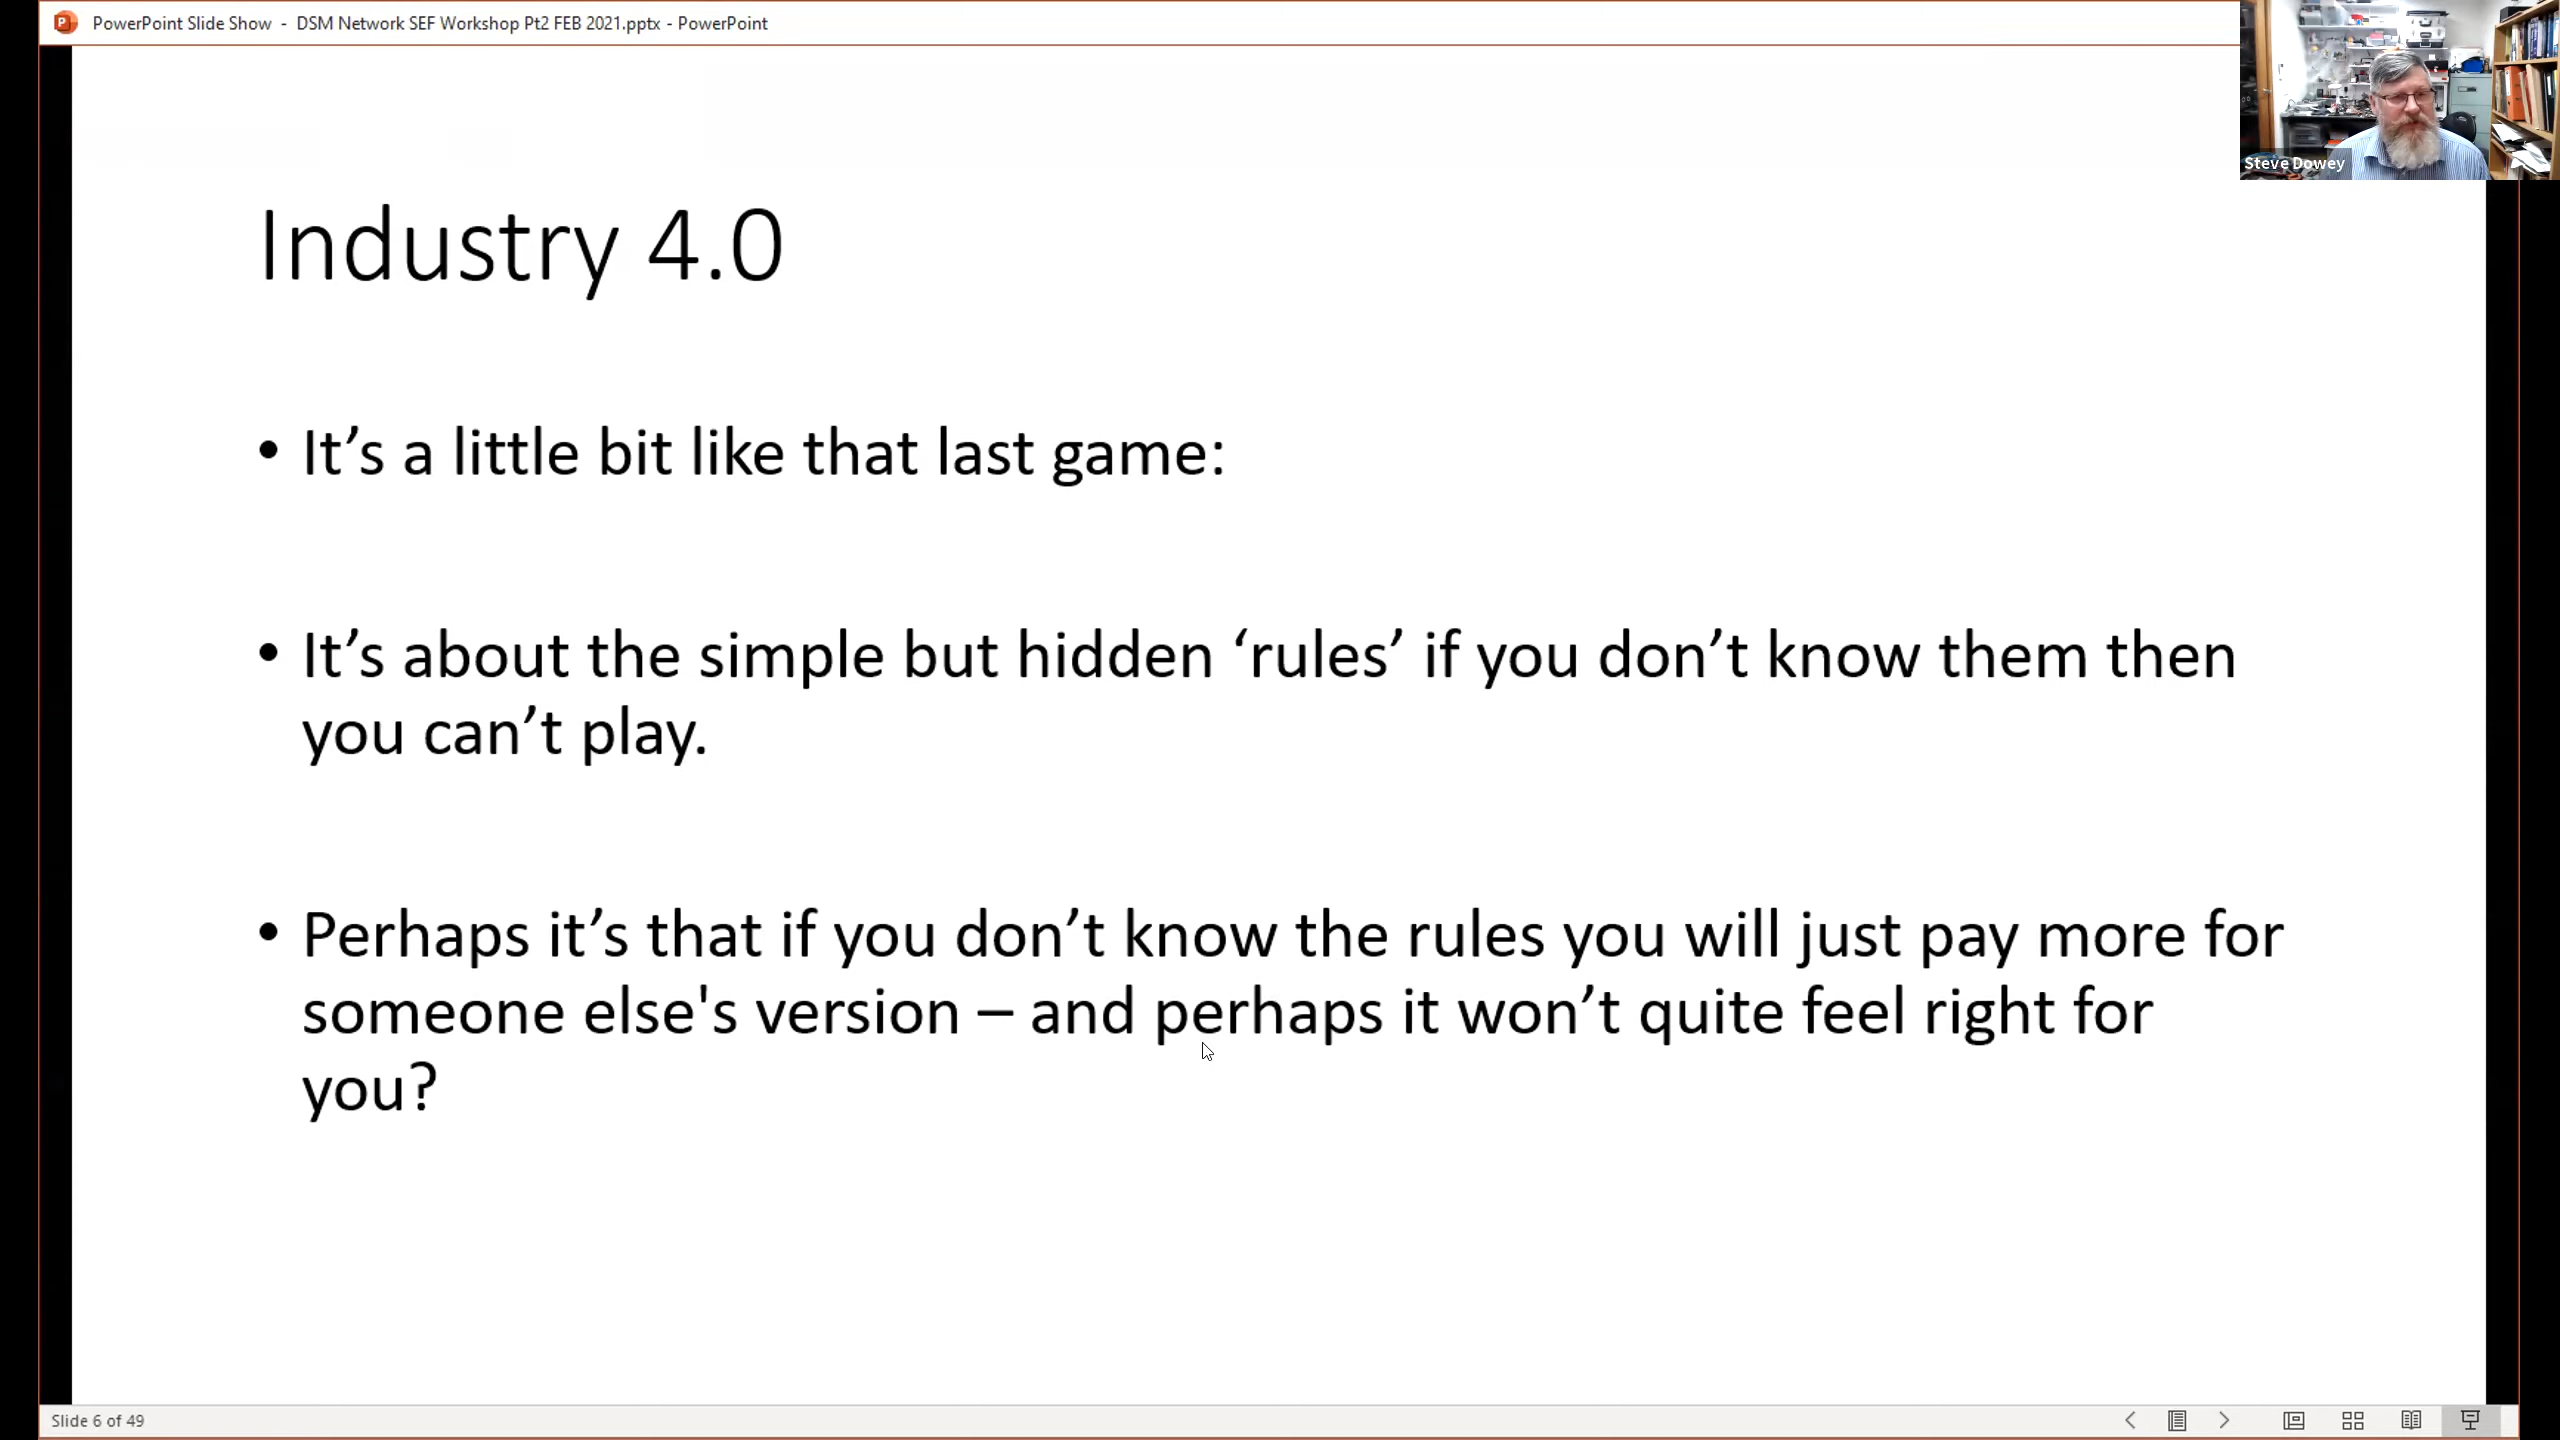 PowerPoint Slide Show - DSM Network SEF Workshop Pt2 FEB 2021.pptx - PowerPoint
Steve Dowey
Industry 4.0
• It’s a little bit like that last game:
• It’s about the simple but hidden ‘rules’ if you don’t know them then
you can’t play.
• Perhaps it’s that if you don’t know the rules you will just pay more for
someone else's version – and perhaps it won’t quite feel right for
you?
Slide 6 of 49